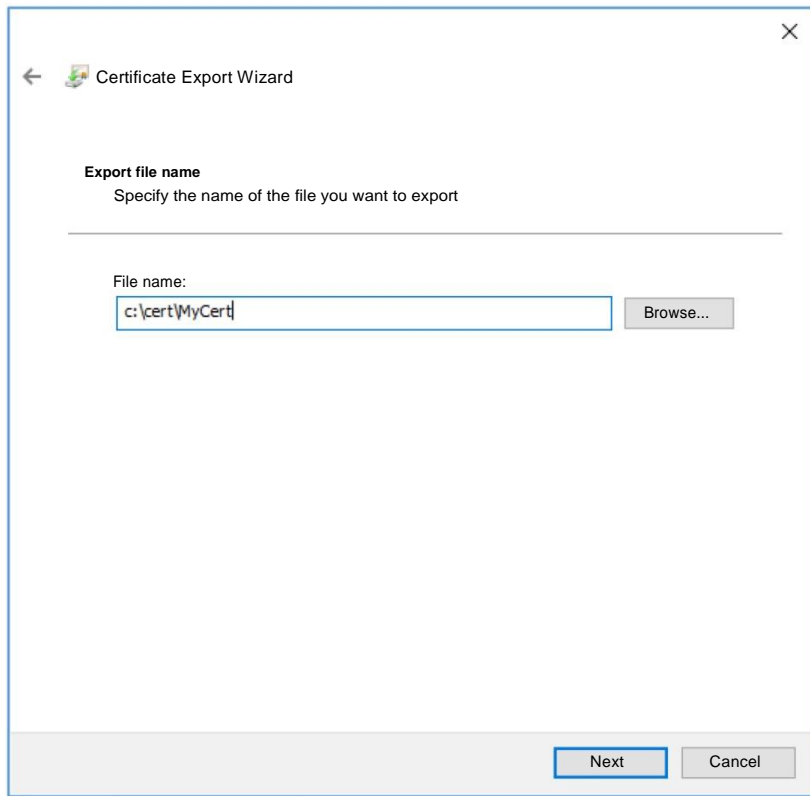 Certificate Export Wizard
Export file name
Specify the name of the file you want to export
File name:
c:\cert\MyCert
Browse...
Next
Cancel